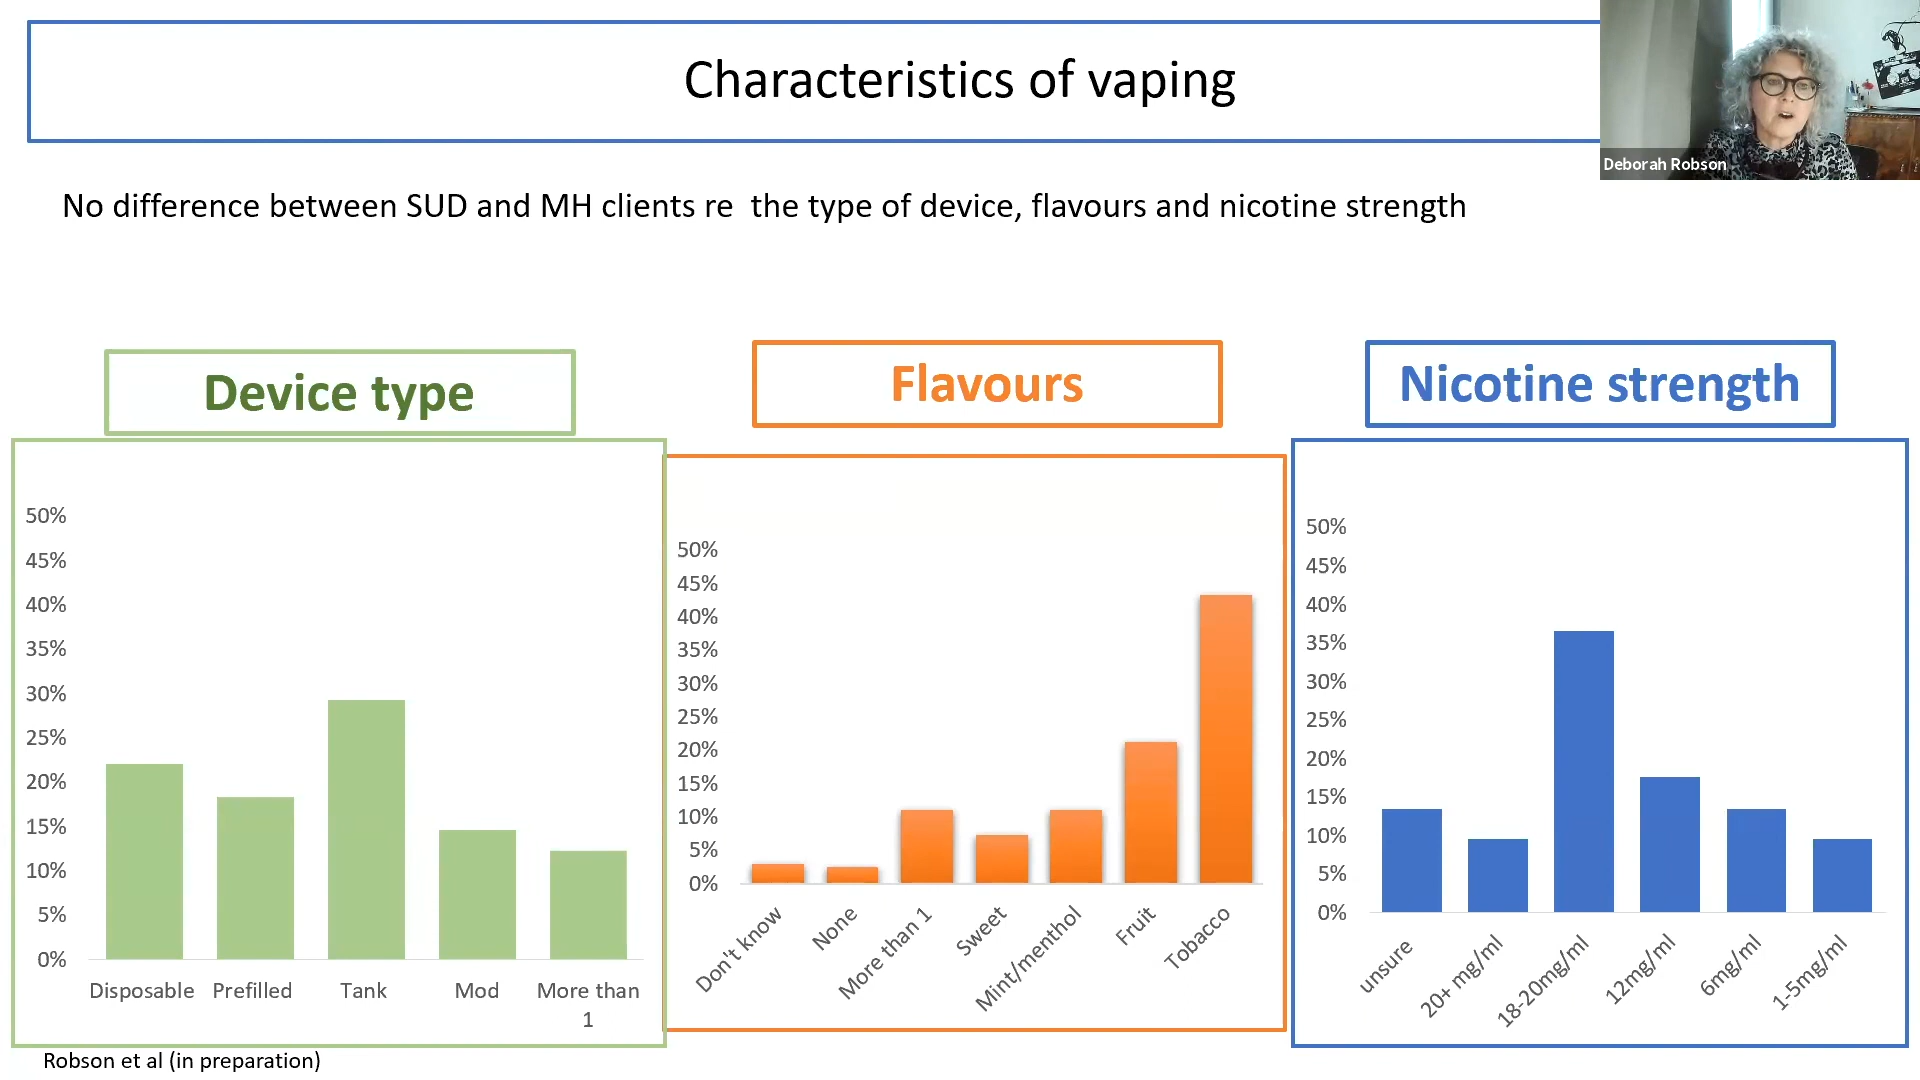 Characteristics of vaping
Deborah Robson
No difference between SUD and MH clients re  the type of device, flavours and nicotine strength
Device type
50%
45%
40%
35%
30%
25%
20%
15%
10%
5%
0%
Disposable
Prefilled
Tank
Mod
More than
1
Flavours
50%
45%
40%
35%
30%
25%
20%
15%
10%
5%
0%
Don't know
None
More than 1
Sweet
Mint/menthol
Fruit
Tobacco
Nicotine strength
50%
45%
40%
35%
30%
25%
20%
15%
10%
5%
0%
unsure
20+ mg/ml
18-20mg/ml
12mg/ml
6mg/ml
1-5mg/ml
Robson et al (in preparation)